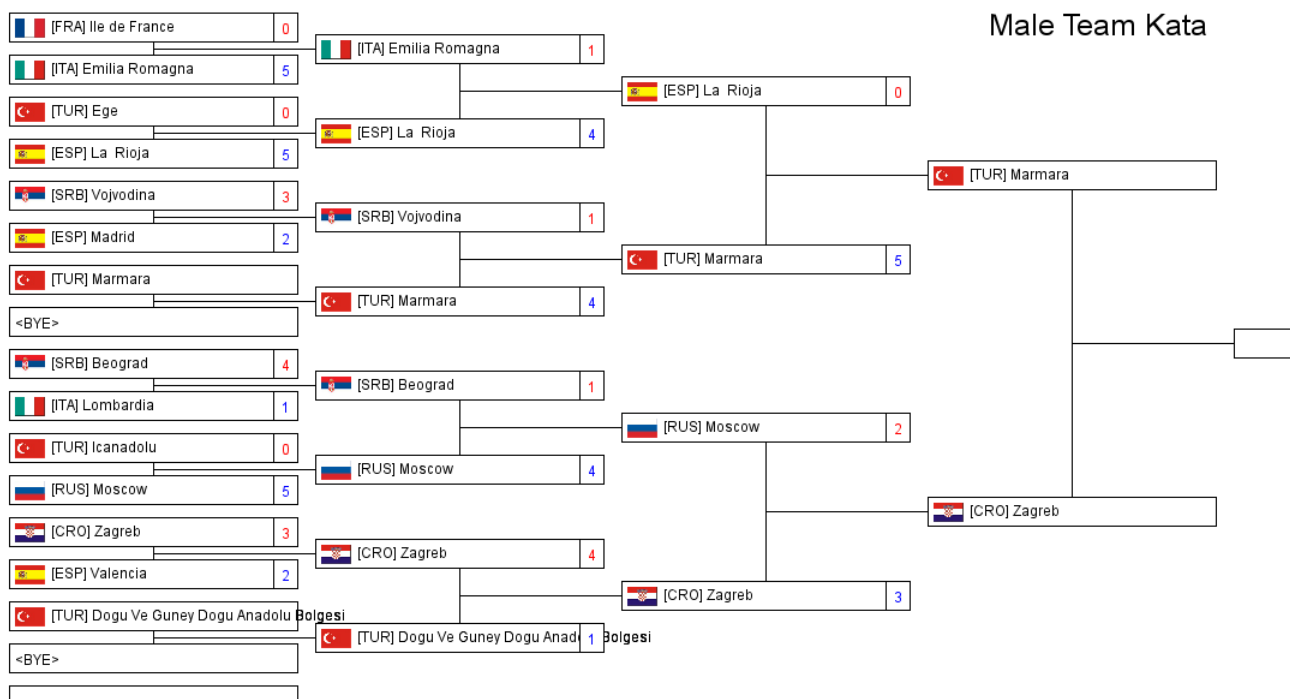 Male Team Kata
[FRA] Ile de France 0
[ITA] Emilia Romagna 5
[TUR] Ege 0
[ESP] La Rioja 5
[SRB] Vojvodina 3
[ESP] Madrid 2
[TUR] Marmara
<BYE>
[SRB] Beograd 4
[ITA] Lombardia 1
[TUR] Icanadolu 0
[RUS] Moscow 5
[CRO] Zagreb 3
[ESP] Valencia 2
[TUR] Dogu Ve Guney Dogu Anadolu Bolgesi
<BYE>
[ITA] Emilia Romagna 1
[ESP] La Rioja 4
[SRB] Vojvodina 1
[TUR] Marmara 4
[SRB] Beograd 1
[RUS] Moscow 4
[CRO] Zagreb 4
[TUR] Dogu Ve Guney Dogu Anadolu Bolgesi 1
[ESP] La Rioja 0
[TUR] Marmara 5
[RUS] Moscow 2
[CRO] Zagreb 3
[TUR] Marmara
[CRO] Zagreb